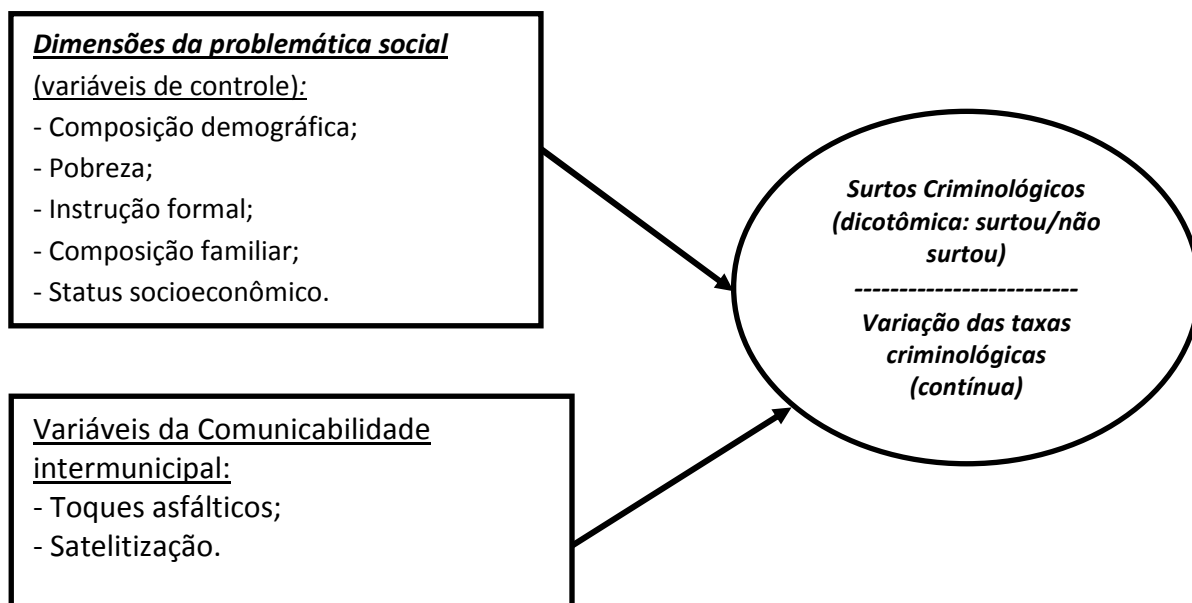 Dimensões da problemática social
(variáveis de controle):
- Composição demográfica;
- Pobreza;
- Instrução formal;
- Composição familiar;
- Status socioeconômico.
Surtos Criminológicos
(dicotômica: surtou/não
surtou)
-------------------------
Variação das taxas
criminológicas
(contínua)
Variáveis da Comunicabilidade
intermunicipal:
- Toques asfálticos;
- Satelitização.